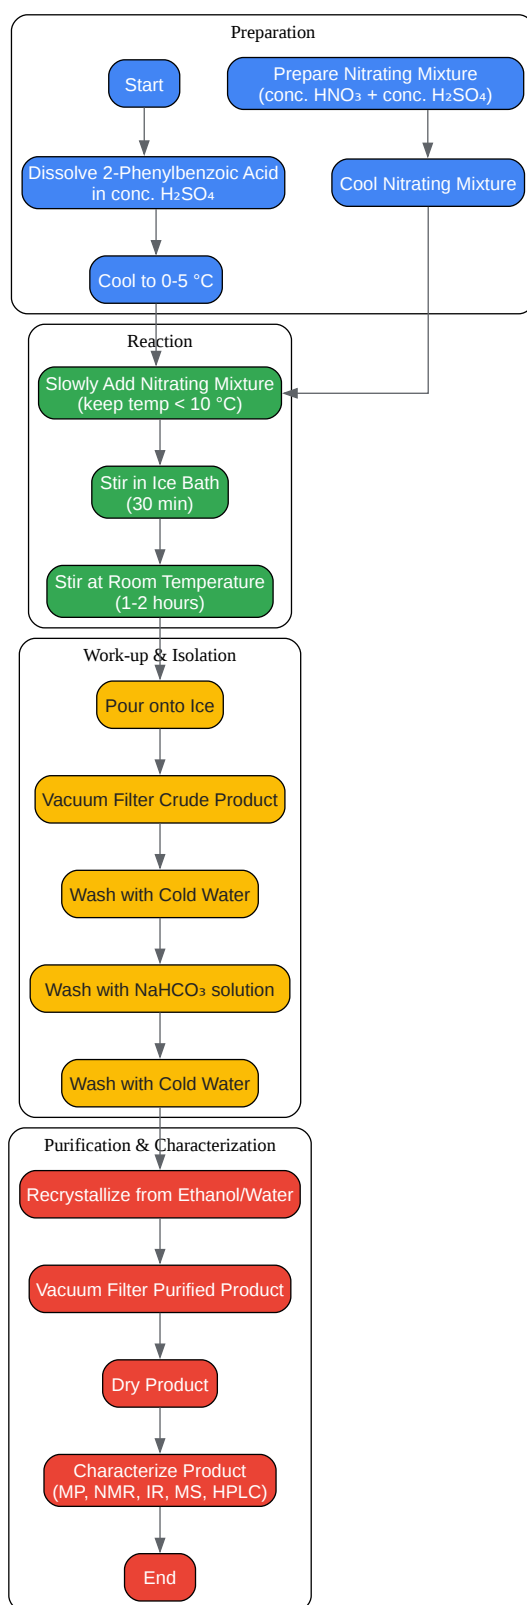 Preparation
Start
Prepare Nitrating Mixture
(conc. HNO₃ + conc. H₂SO₄)
Dissolve 2-Phenylbenzoic Acid
in conc. H₂SO₄
Cool Nitrating Mixture
Cool to 0-5 °C
Reaction
Slowly Add Nitrating Mixture
(keep temp < 10 °C)
Stir in Ice Bath
(30 min)
Stir at Room Temperature
(1-2 hours)
Work-up & Isolation
Pour onto Ice
Vacuum Filter Crude Product
Wash with Cold Water
Wash with NaHCO₃ solution
Wash with Cold Water
Purification & Characterization
Recrystallize from Ethanol/Water
Vacuum Filter Purified Product
Dry Product
Characterize Product
(MP, NMR, IR, MS, HPLC)
End